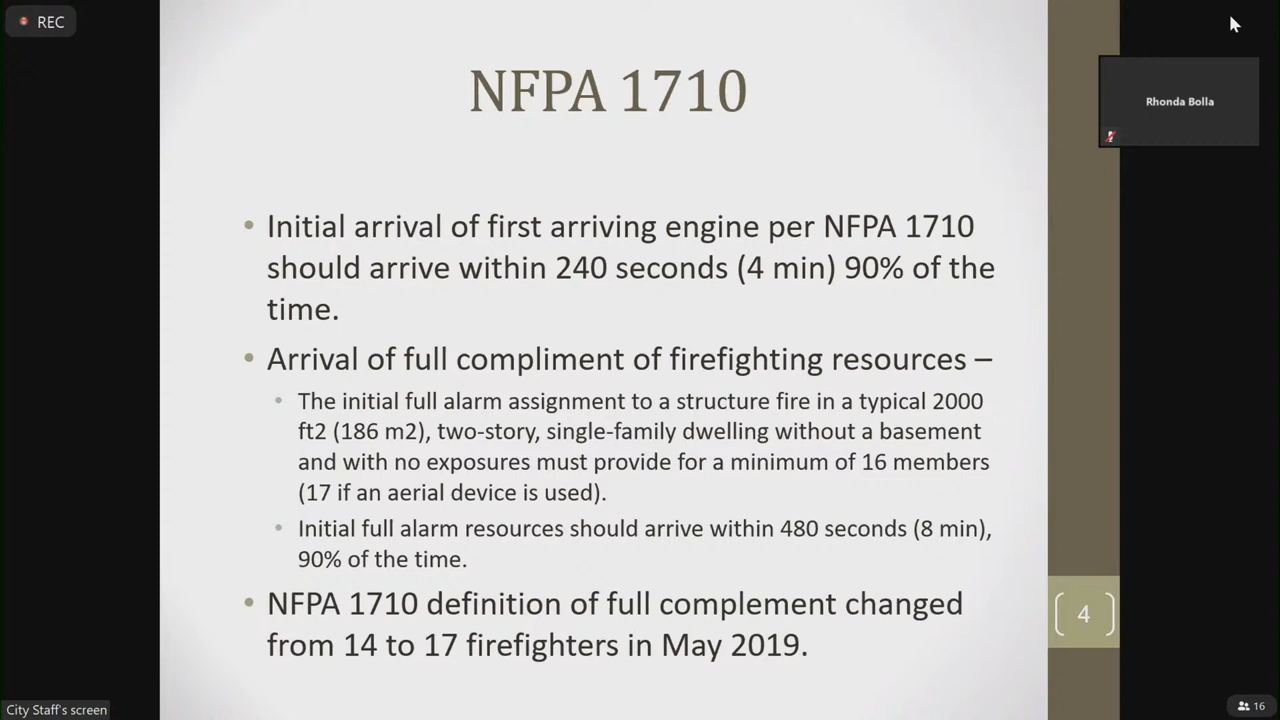 REC
NFPA 1710
Rhonda Bolla
• Initial arrival of first arriving engine per NFPA 1710
should arrive within 240 seconds (4 min) 90% of the
time.
• Arrival of full compliment of firefighting resources –
• The initial full alarm assignment to a structure fire in a typical 2000
ft2 (186 m2), two-story, single-family dwelling without a basement
and with no exposures must provide for a minimum of 16 members
(17 if an aerial device is used).
• Initial full alarm resources should arrive within 480 seconds (8 min),
90% of the time.
• NFPA 1710 definition of full complement changed
from 14 to 17 firefighters in May 2019.
4
City Staff's screen
16